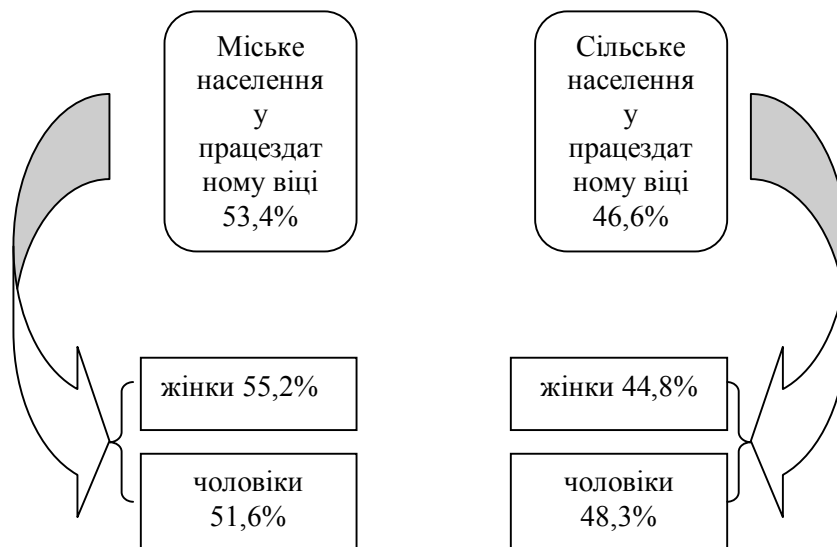 Міське
населення
у
працездат
ному віці
53,4%
Сільське
населення
у
працездат
ному віці
46,6%
жінки 55,2%
жінки 44,8%
чоловіки
51,6%
чоловіки
48,3%